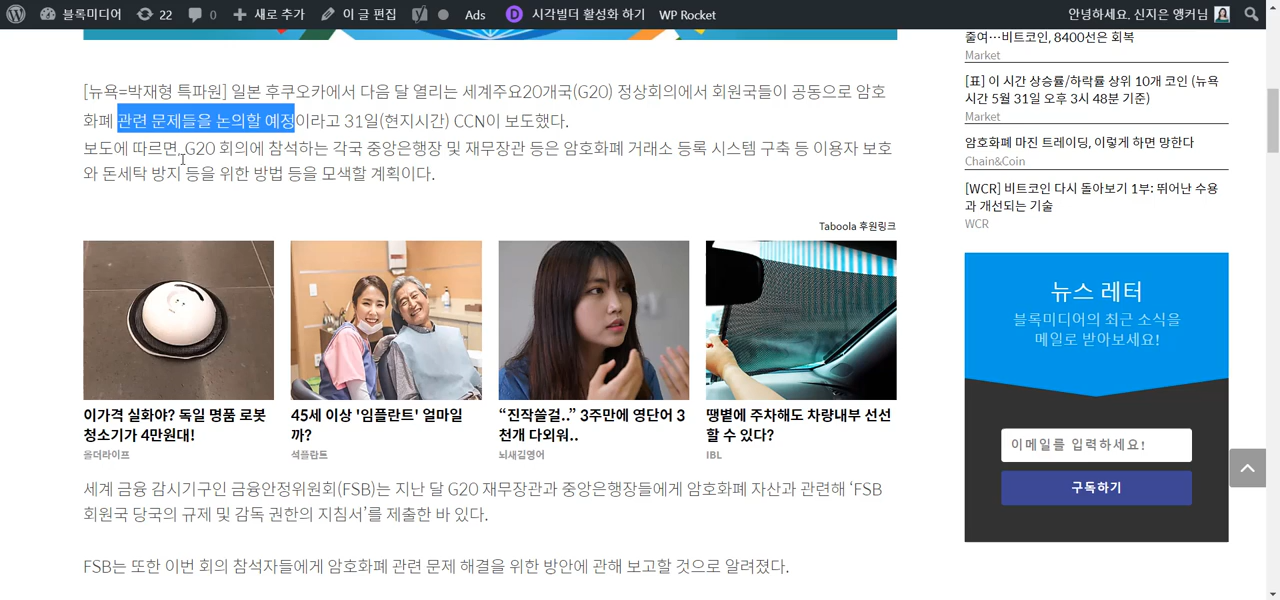 블록미디어 22 0 새로 추가 이 글 편집 Ads 시각빌더 활성화 하기 WP Rocket 안녕하세요. 신지은 앵커님
[뉴욕=박재형 특파원] 일본 후쿠오카에서 다음 달 열리는 세계주요20개국(G20) 정상회의에서 회원국들이 공동으로 암호
화폐 관련 문제들을 논의할 예정이라고 31일(현지시간) CCN이 보도했다.
보도에 따르면, G20 회의에 참석하는 각국 중앙은행장 및 재무장관 등은 암호화폐 거래소 등록 시스템 구축 등 이용자 보호
와 돈세탁 방지 등을 위한 방법 등을 모색할 계획이다.
Taboola 후원링크
이가격 실화야? 독일 명품 로봇
청소기가 4만원대!
올더라이프
45세 이상 '임플란트' 얼마일
까?
석플란트
“진작쓸걸..” 3주만에 영단어 3
천개 다외워..
뇌새김영어
땡볕에 주차해도 차량내부 선선
할 수 있다?
IBL
세계 금융 감시기구인 금융안정위원회(FSB)는 지난 달 G20 재무장관과 중앙은행장들에게 암호화폐 자산과 관련해 ‘FSB
회원국 당국의 규제 및 감독 권한의 지침서’를 제출한 바 있다.
FSB는 또한 이번 회의 참석자들에게 암호화폐 관련 문제 해결을 위한 방안에 관해 보고할 것으로 알려졌다.
줄여…비트코인, 8400선은 회복
Market
[표] 이 시간 상승률/하락률 상위 10개 코인 (뉴욕
시간 5월 31일 오후 3시 48분 기준)
Market
암호화폐 마진 트레이딩, 이렇게 하면 망한다
Chain&Coin
[WCR] 비트코인 다시 돌아보기 1부: 뛰어난 수용
과 개선되는 기술
WCR
뉴스 레터
블록미디어의 최근 소식을
메일로 받아보세요!
이메일를 입력하세요!
구독하기